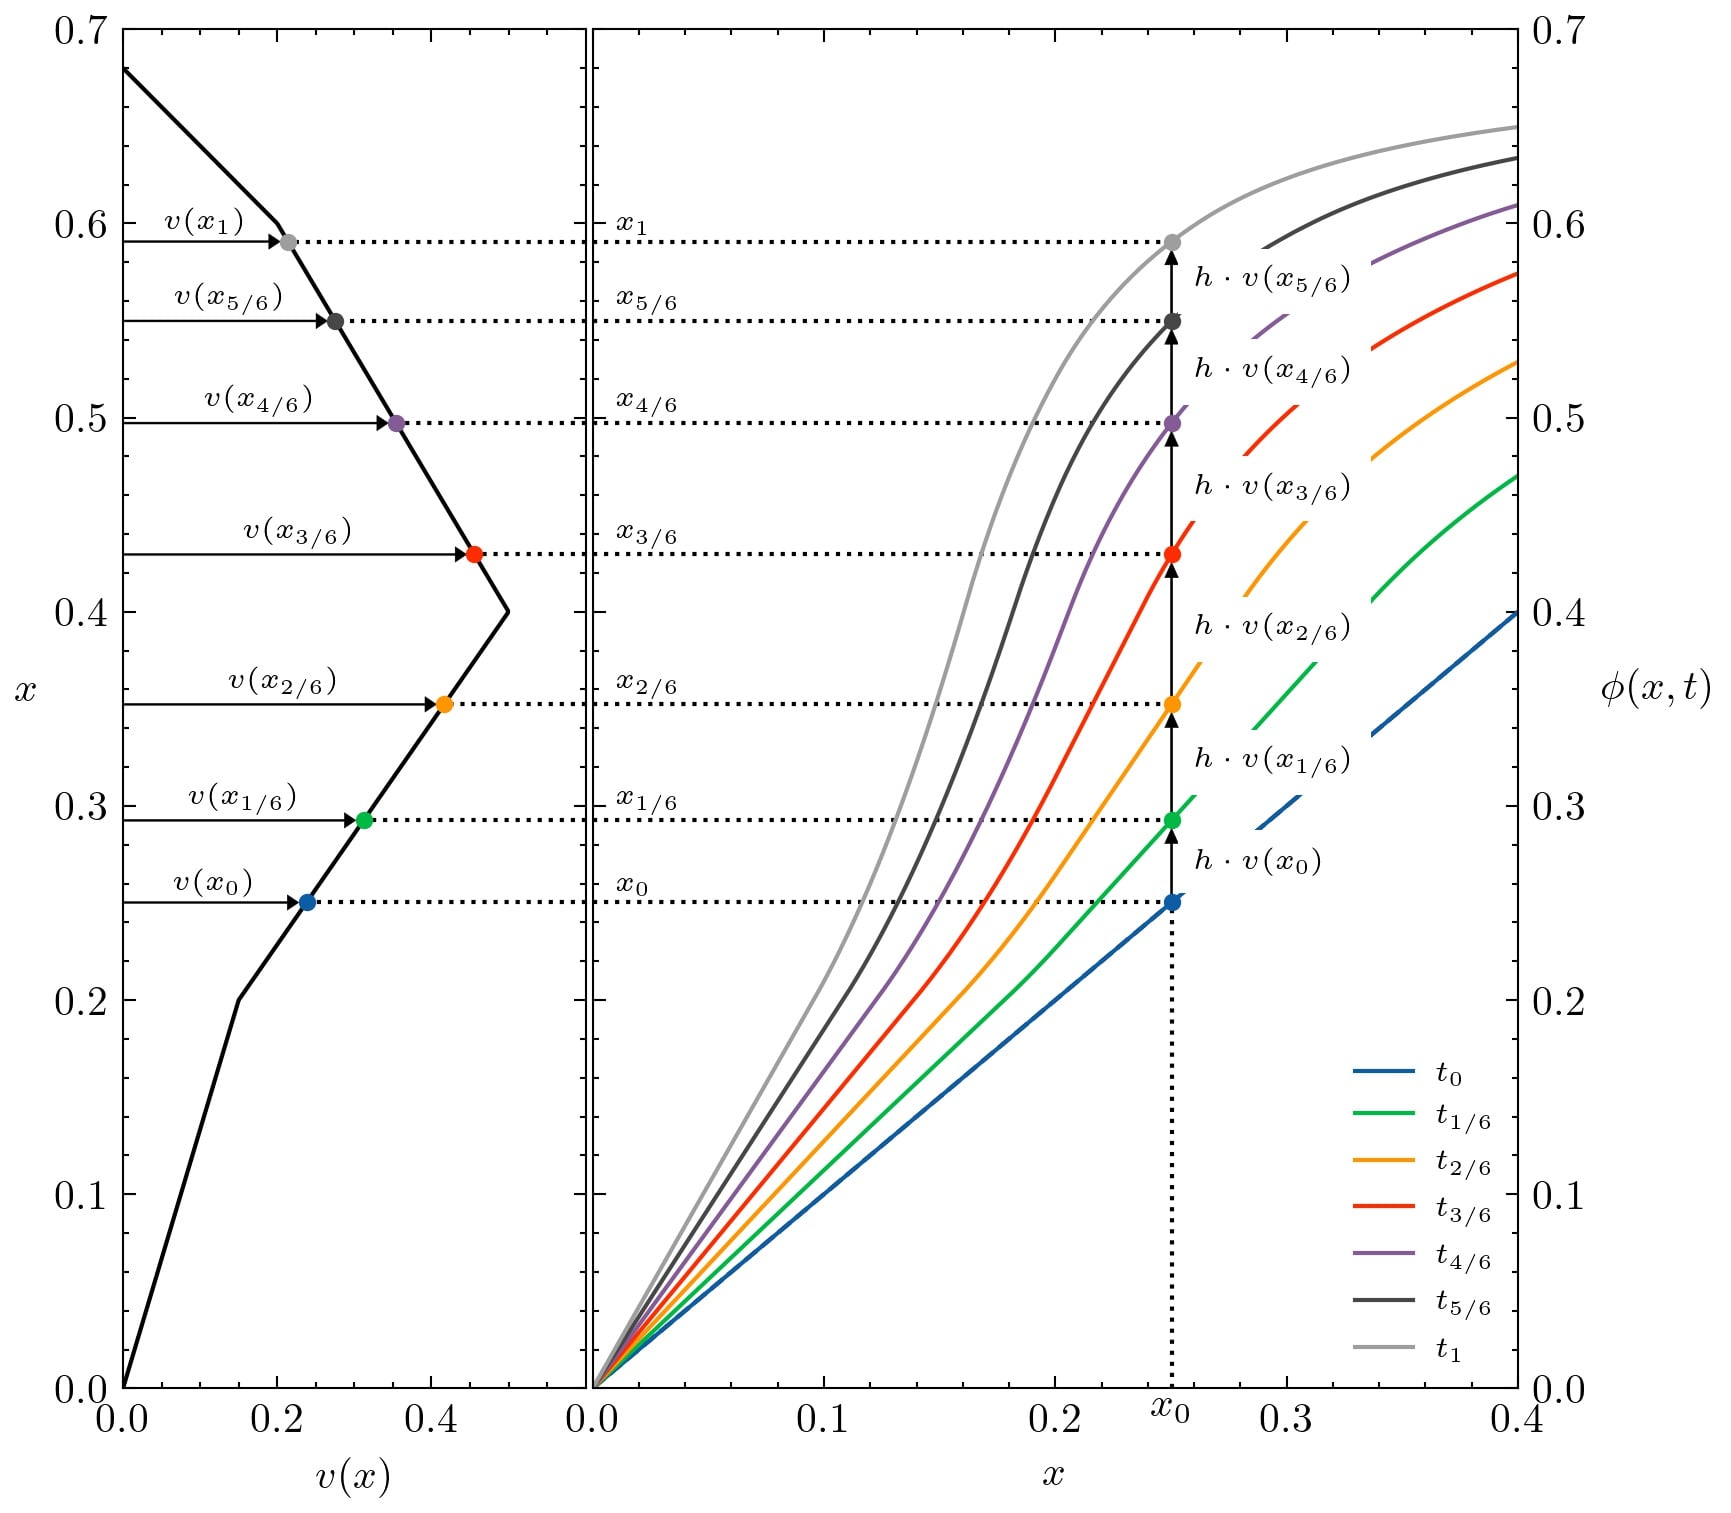 0.7
0.6
0.5
0.4
0.3
0.2
0.1
0.0
x
v(x₁)
v(x₅/₆)
v(x₄/₆)
v(x₃/₆)
v(x₂/₆)
v(x₁/₆)
v(x₀)
0.0 0.2 0.4
v(x)
x₁
x₅/₆
x₄/₆
x₃/₆
x₂/₆
x₁/₆
x₀
h · v(x₅/₆)
h · v(x₄/₆)
h · v(x₃/₆)
h · v(x₂/₆)
h · v(x₁/₆)
h · v(x₀)
t₀
t₁/₆
t₂/₆
t₃/₆
t₄/₆
t₅/₆
t₁
0.0 0.1 0.2 x₀ 0.3 0.4
x
0.7
0.6
0.5
0.4
0.3
0.2
0.1
0.0
ϕ(x, t)